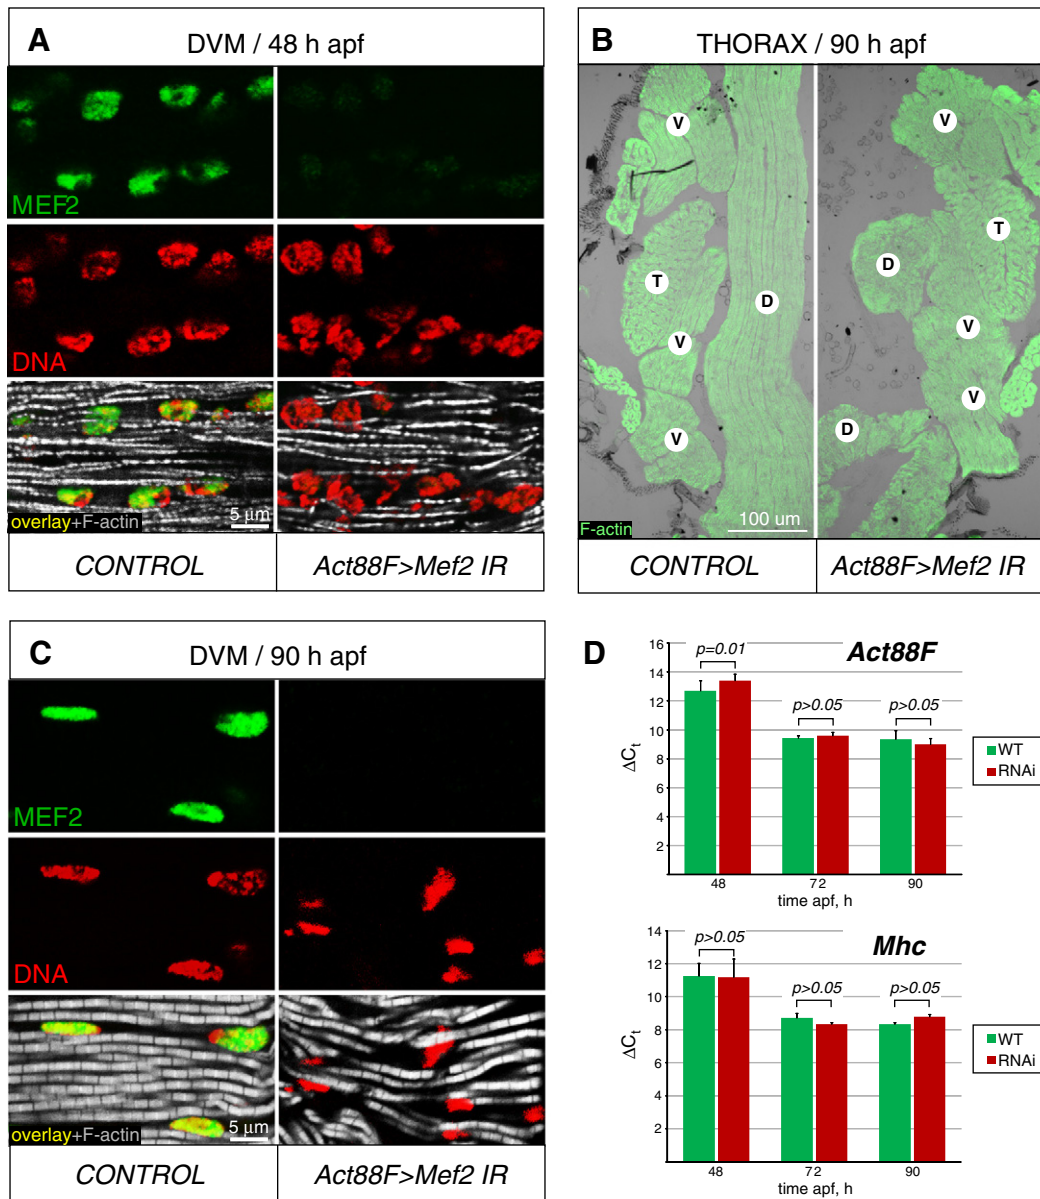 A
DVM / 48 h apf
MEF2
DNA
overlay+F-actin
5 μm
CONTROL
Act88F>Mef2 IR
B
THORAX / 90 h apf
V
V
T
T
D
D
V
V
V
V
D
F-actin
100 um
CONTROL
Act88F>Mef2 IR
C
DVM / 90 h apf
MEF2
DNA
overlay+F-actin
5 μm
CONTROL
Act88F>Mef2 IR
D
Act88F
16
14
12
10
8
6
4
2
ΔCt
p=0.01
p>0.05
p>0.05
48 72 90
time apf, h
WT
RNAi
Mhc
14
12
10
8
6
4
2
ΔCt
p>0.05
p>0.05
p>0.05
48 72 90
time apf, h
WT
RNAi